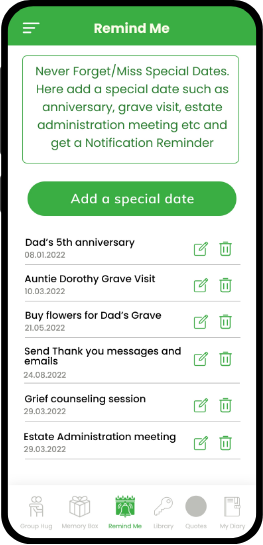 Remind Me
Never Forget/Miss Special Dates.
Here add a special date such as
anniversary, grave visit, estate
administration meeting etc and
get a Notification Reminder
Add a special date
Dad's 5th anniversary
08.01.2022
Auntie Dorothy Grave Visit
10.03.2022
Buy flowers for Dad's Grave
21.05.2022
Send Thank you messages and
emails
24.08.2022
Grief counseling session
29.03.2022
Estate Administration meeting
29.03.2022
Group Hug Memory Box Remind Me Library Quotes My Diary